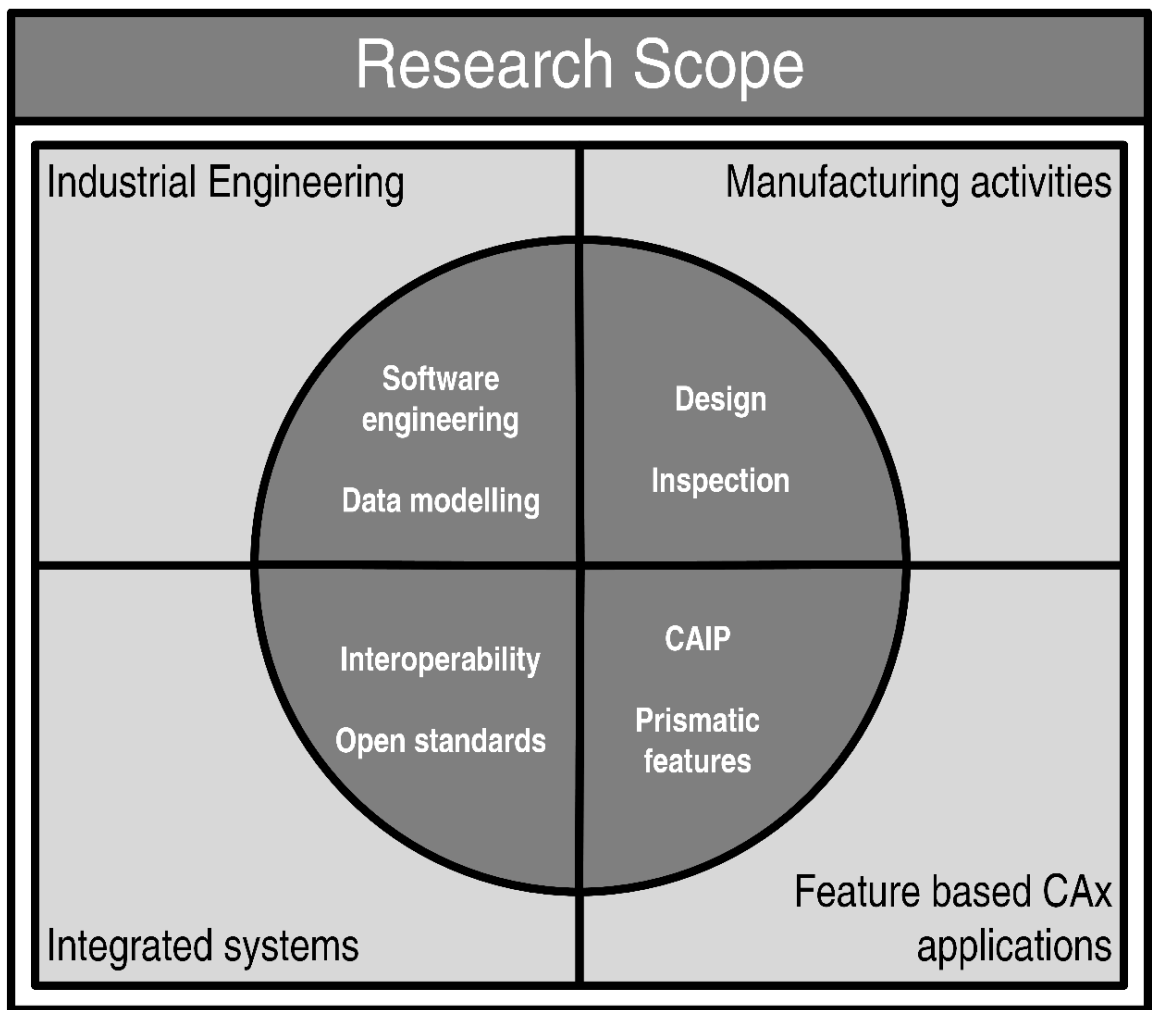 Research Scope
Industrial Engineering
Manufacturing activities
Software
engineering
Data modelling
Design
Inspection
Interoperability
Open standards
CAIP
Prismatic
features
Integrated systems
Feature based CAx
applications